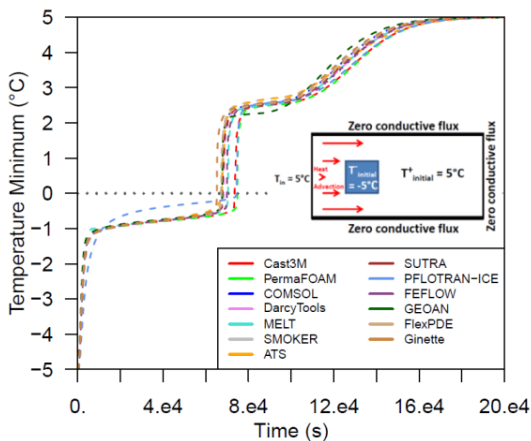 5
4
3
2
1
0
−1
−2
−3
−4
−5
Temperature Minimum (°C)
Zero conductive flux
Tin = 5°C
Heat
Advection
T-initial
= -5°C
T+initial = 5°C
Zero conductive flux
Zero conductive flux
Cast3M
PermaFOAM
COMSOL
DarcyTools
MELT
SMOKER
ATS
SUTRA
PFLOTRAN−ICE
FEFLOW
GEOAN
FlexPDE
Ginette
0. 4.e4 8.e4 12.e4 16.e4 20.e4
Time (s)